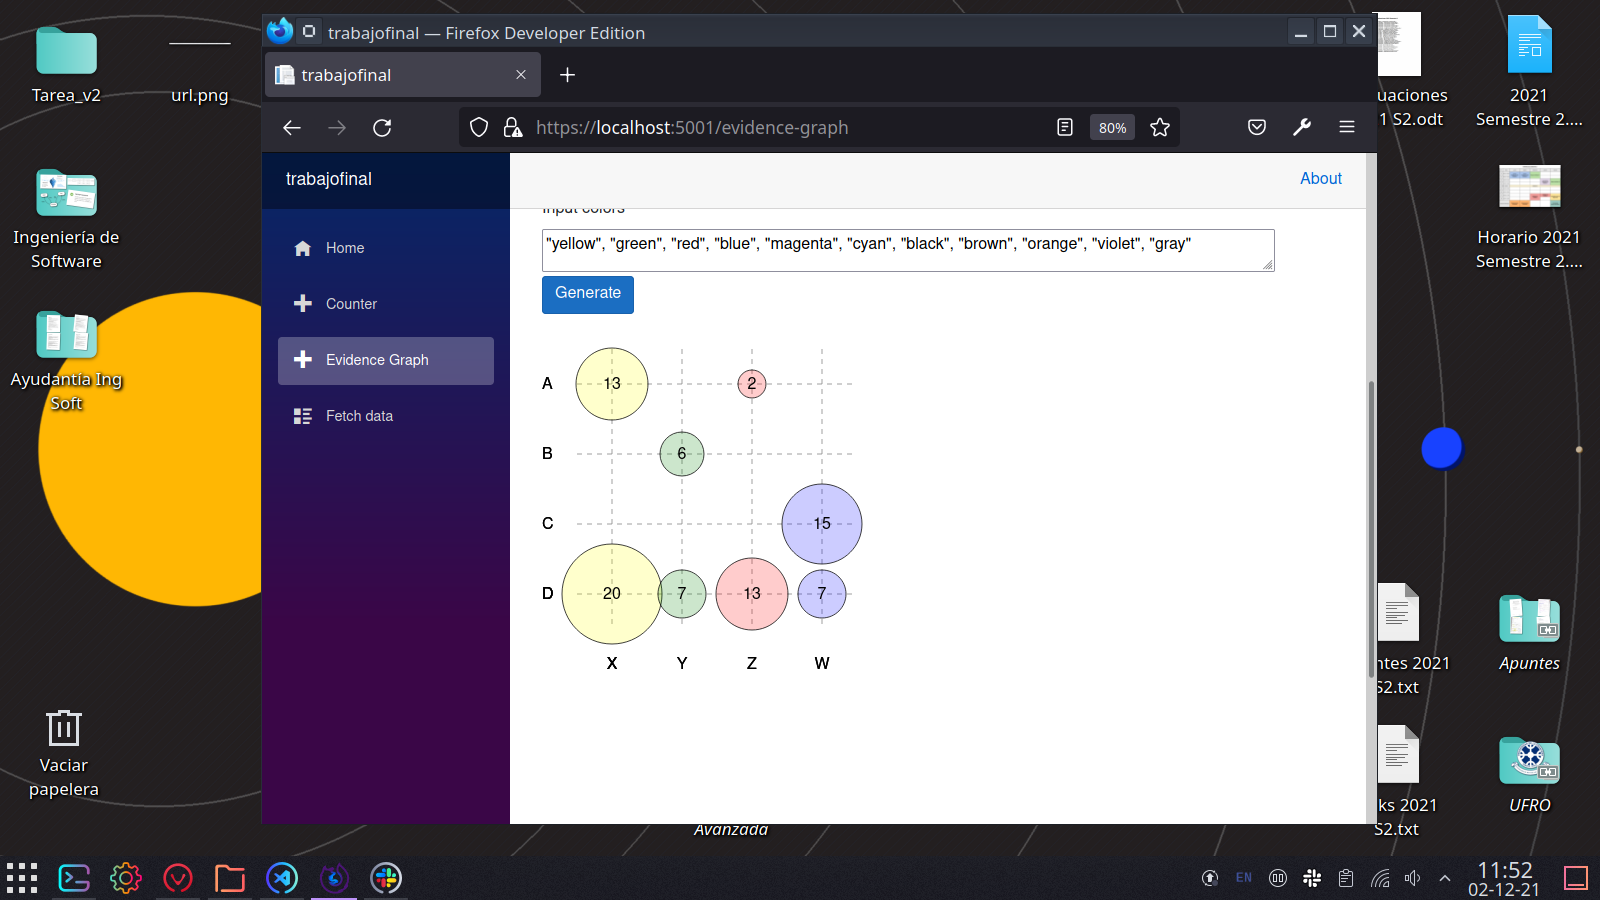 Tarea_v2
url.png
Ingeniería de
Software
Ayudantía Ing
Soft
Vaciar
papelera
trabajofinal — Firefox Developer Edition
trabajofinal
https://localhost:5001/evidence-graph
80%
trabajofinal
About
Home
Counter
Evidence Graph
Fetch data
Input colors
"yellow", "green", "red", "blue", "magenta", "cyan", "black", "brown", "orange", "violet", "gray"
Generate
A 13 2
B 6
C 15
D 20 7 13 7
X Y Z W
Avanzada
uaciones
1 S2.odt
2021
Semestre 2....
Horario 2021
Semestre 2....
ntes 2021
S2.txt
Apuntes
ks 2021
S2.txt
UFRO
EN
11:52
02-12-21